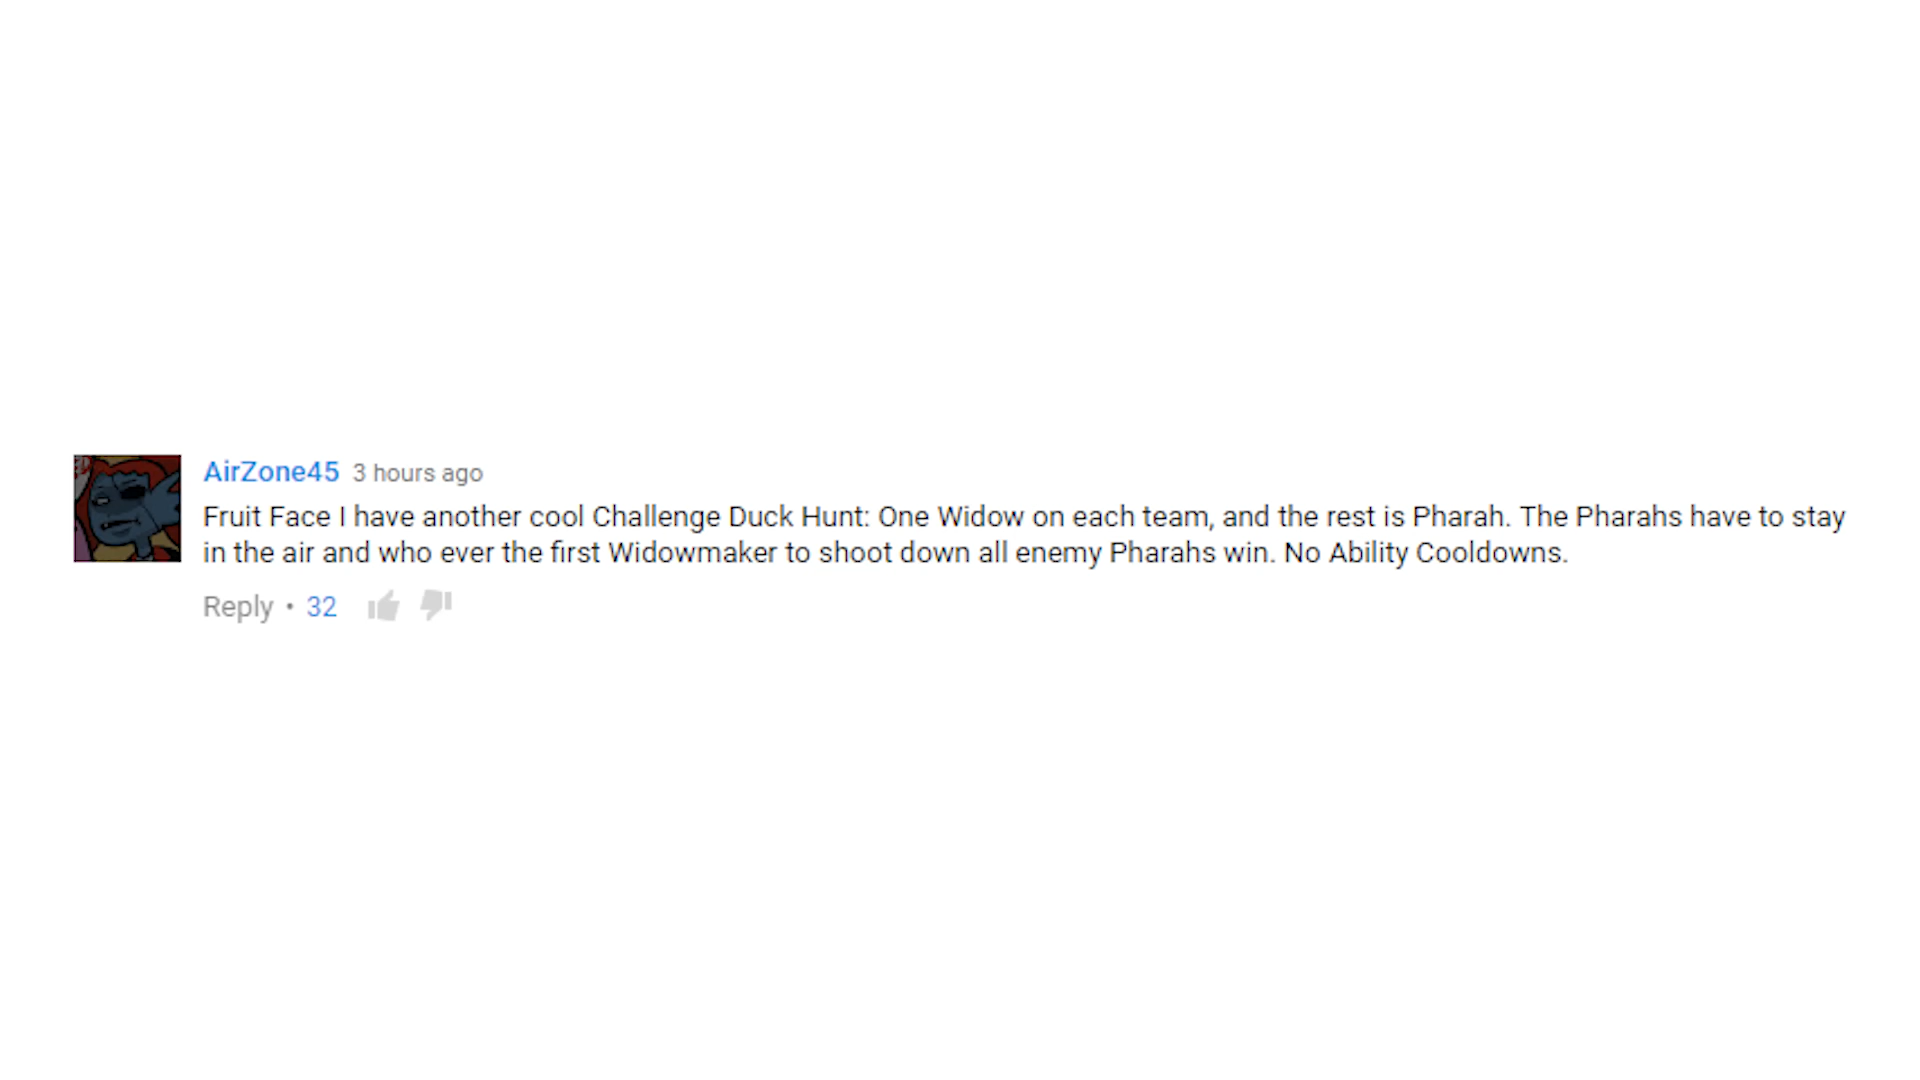 AirZone45 3 hours ago
Fruit Face I have another cool Challenge Duck Hunt: One Widow on each team, and the rest is Pharah. The Pharahs have to stay
in the air and who ever the first Widowmaker to shoot down all enemy Pharahs win. No Ability Cooldowns.
Reply • 32